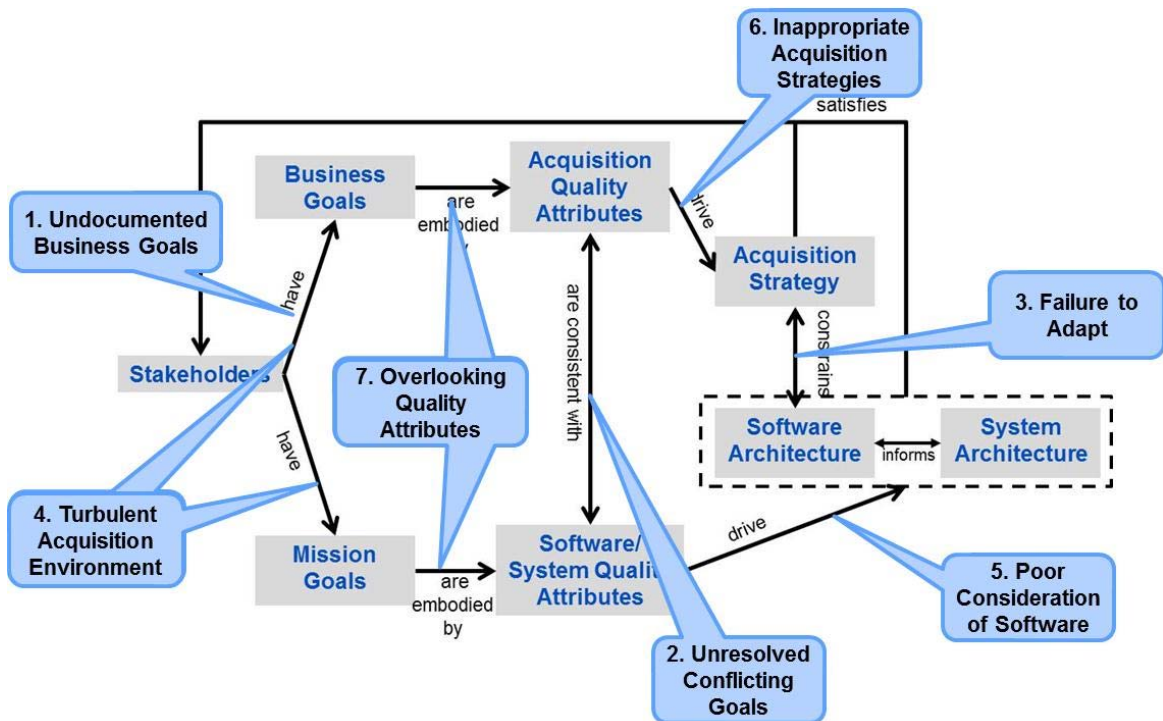 6. Inappropriate
Acquisition
Strategies
satisfies
Business
Goals
are
embodied
Acquisition
Quality
Attributes
drive
1. Undocumented
Business Goals
have
Acquisition
Strategy
are consistent with
constrains
3. Failure to
Adapt
Stakeholders
7. Overlooking
Quality
Attributes
have
Software
Architecture
informs
System
Architecture
4. Turbulent
Acquisition
Environment
Mission
Goals
are
embodied
by
Software/
System Quality
Attributes
drive
5. Poor
Consideration
of Software
2. Unresolved
Conflicting
Goals